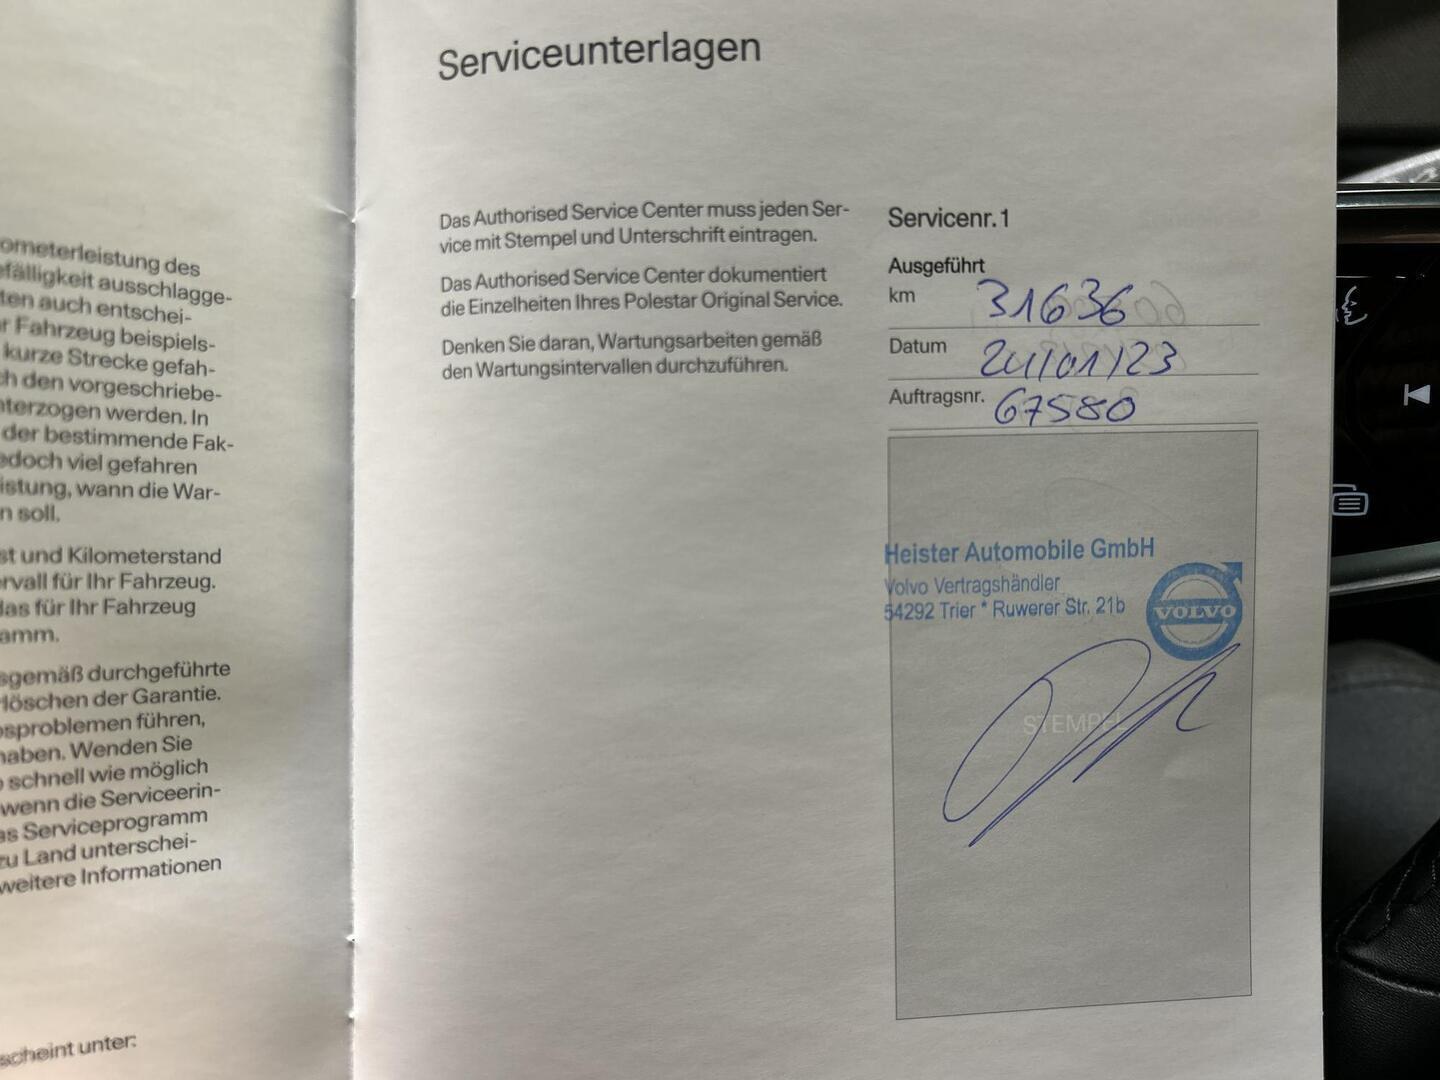 ometerleistung des
efälligkeit ausschlagge-
ten auch entschei-
r Fahrzeug beispiels-
kurze Strecke gefah-
ch den vorgeschriebe-
nterzogen werden. In
der bestimmende Fak-
edoch viel gefahren
istung, wann die War-
n soll.
st und Kilometerstand
ervall für Ihr Fahrzeug.
das für Ihr Fahrzeug
amm.
sgemäß durchgeführte
rlöschen der Garantie.
osproblemen führen,
haben. Wenden Sie
o schnell wie möglich
wenn die Serviceerin-
as Serviceprogramm
zu Land unterschei-
weitere Informationen
scheint unter:
Serviceunterlagen
Das Authorised Service Center muss jeden Ser-
vice mit Stempel und Unterschrift eintragen.
Das Authorised Service Center dokumentiert
die Einzelheiten Ihres Polestar Original Service.
Denken Sie daran, Wartungsarbeiten gemäß
den Wartungsintervallen durchzuführen.
Servicenr. 1
Ausgeführt
km 31636
Datum 24/01/23
Auftragsnr. 67580
Heister Automobile GmbH
Volvo Vertragshändler
54292 Trier * Ruwerer Str. 21b
VOLVO
STEMPEL